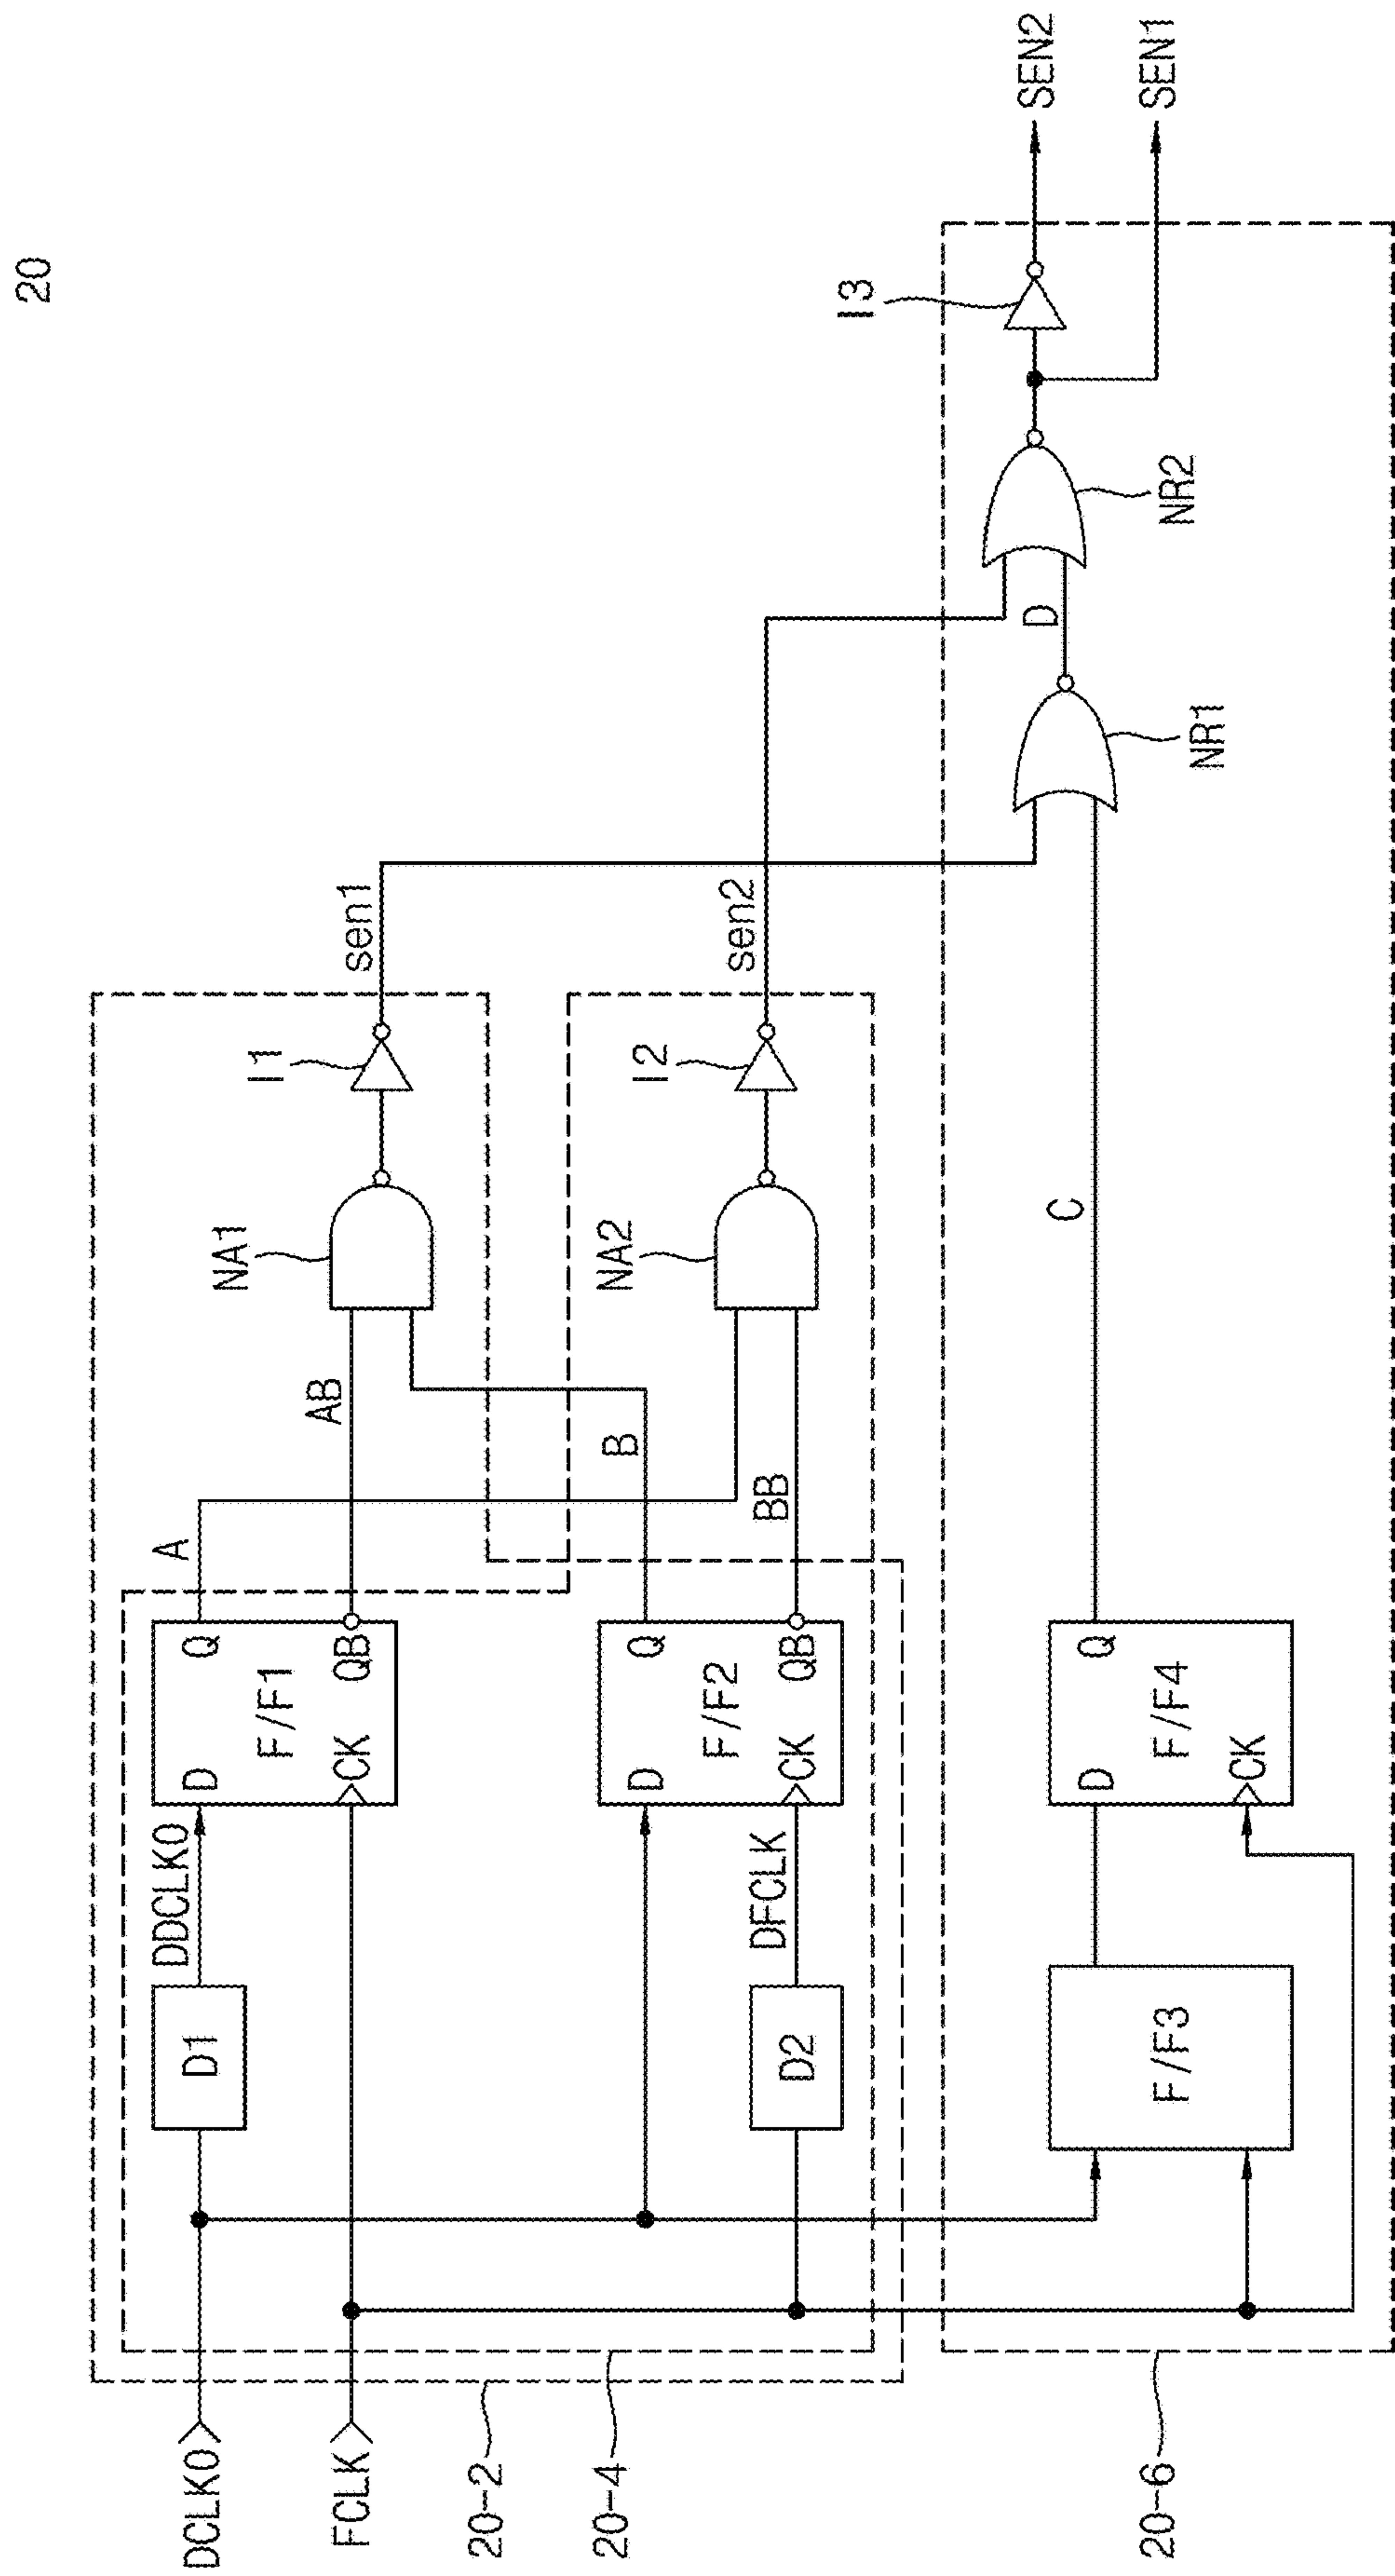 20
DCLK0
D1
DDCLK0
D
Q
F/F1
CK
QB
A
AB
NA1
I1
sen1
FCLK
D
Q
F/F2
D2
DFCLK
CK
QB
B
BB
NA2
I2
sen2
20-2
20-4
F/F3
D
Q
F/F4
CK
C
NR1
D
NR2
I3
SEN2
SEN1
20-6